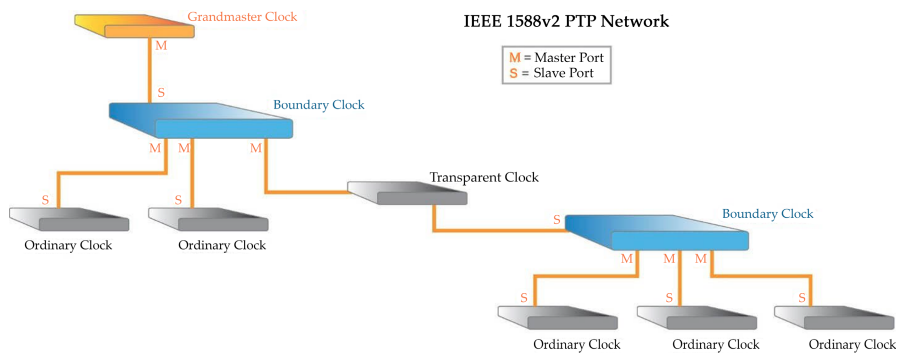 Grandmaster Clock
IEEE 1588v2 PTP Network
M
M = Master Port
S = Slave Port
S
Boundary Clock
M M M
Transparent Clock
S S
Ordinary Clock Ordinary Clock
S
Boundary Clock
M M M
S S S
Ordinary Clock Ordinary Clock Ordinary Clock